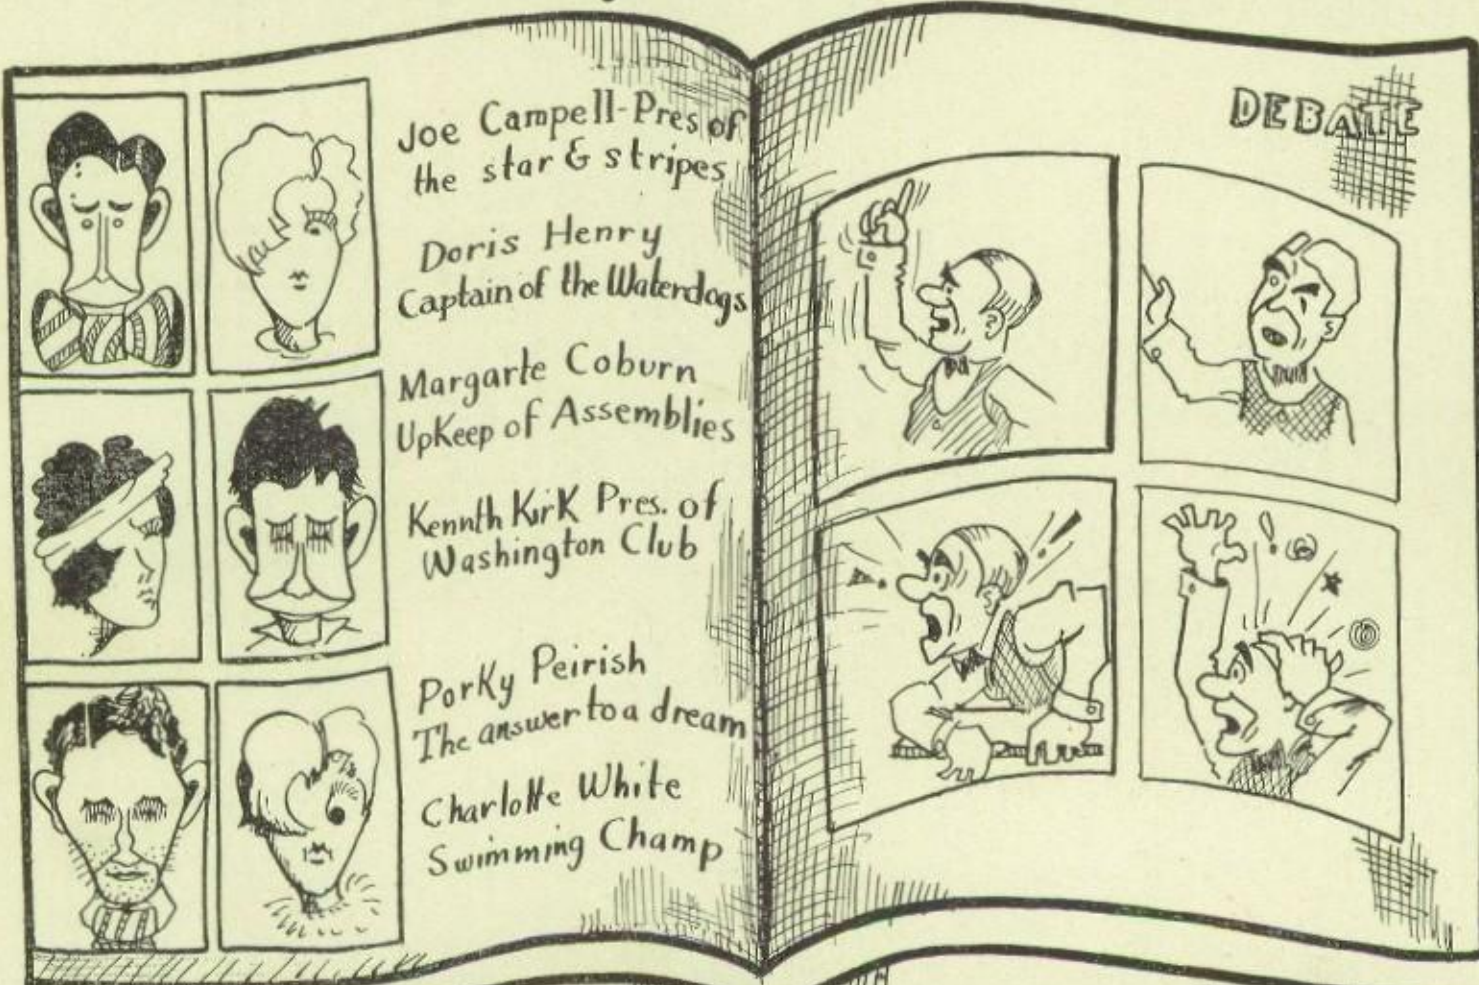 Joe Campell-Pres of
the star & stripes
Doris Henry
Captain of the Waterdogs
Margarte Coburn
UpKeep of Assemblies
Kennth Kirk Pres. of
Washington Club
Porky Peirish
The answer to a dream
Charlotte White
Swimming Champ
DEBATE